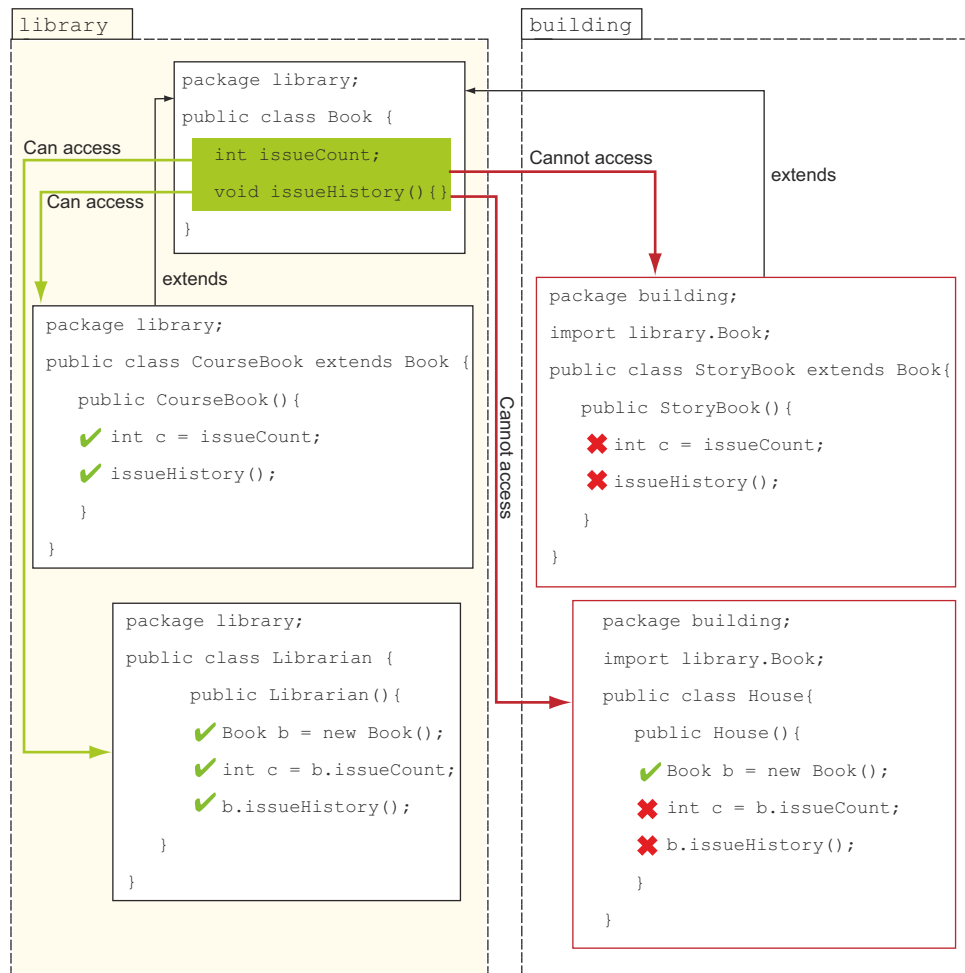 library
building
package library;
public class Book {
int issueCount;
void issueHistory(){}
}
Can access
Can access
extends
Cannot access
extends
Cannot access
package library;
public class CourseBook extends Book {
public CourseBook(){
int c = issueCount;
issueHistory();
}
}
package building;
import library.Book;
public class StoryBook extends Book{
public StoryBook(){
int c = issueCount;
issueHistory();
}
}
package library;
public class Librarian {
public Librarian(){
Book b = new Book();
int c = b.issueCount;
b.issueHistory();
}
}
package building;
import library.Book;
public class House{
public House(){
Book b = new Book();
int c = b.issueCount;
b.issueHistory();
}
}